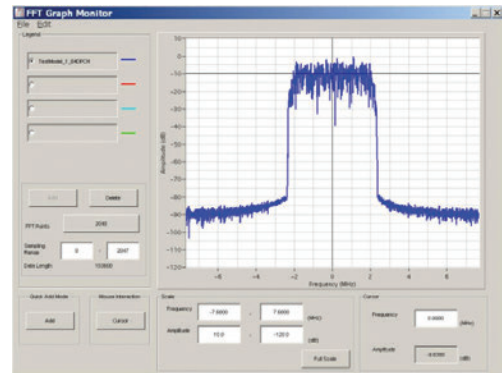 FFT Graph Monitor
File Edit
Legend
TestModel_1_64DPCH
Edit Delete
FFT Points 2048
Sampling Range 0 - 2047
Data Length 153600
Quick Add Mode
Add
Mouse Interaction
Cursor
Amplitude (dB)
10
0
-10
-20
-30
-40
-50
-60
-70
-80
-90
-100
-110
-120
-6 -4 -2 0 2 4 6
Frequency (MHz)
Scale
Frequency -7.6800 - 7.6800 (MHz)
Amplitude 10.0 - -120.0 (dB)
Full Scale
Cursor
Frequency 0.0000 (MHz)
Amplitude (dB)